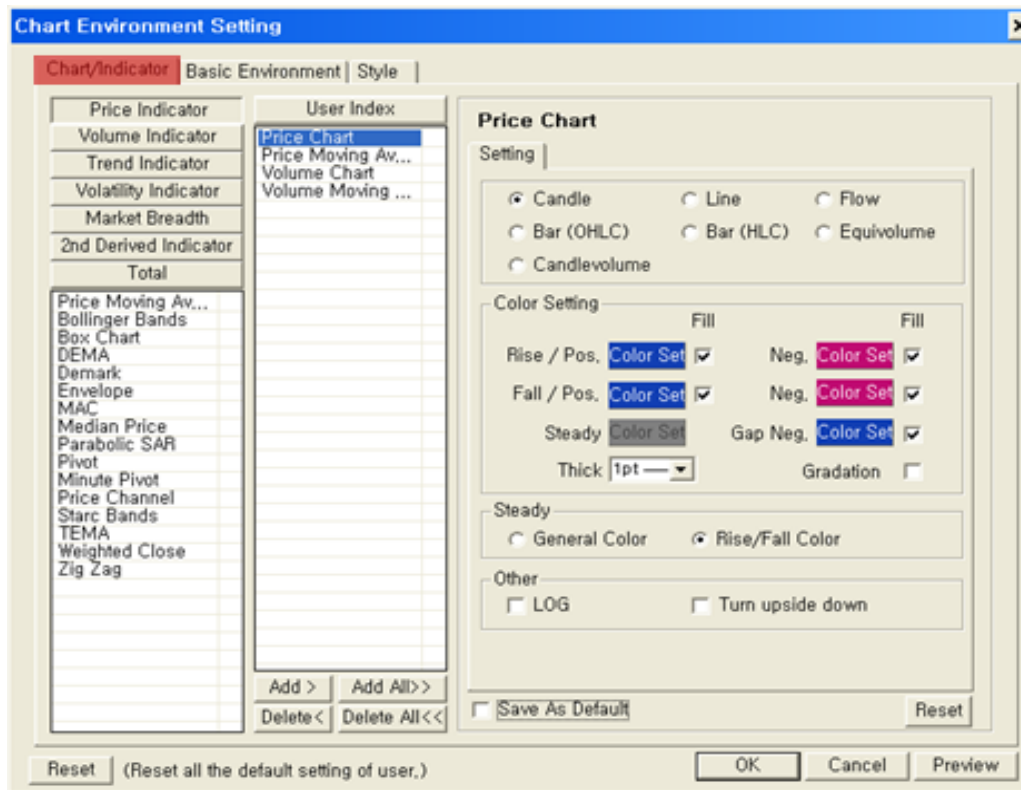 Chart Environment Setting
Chart/Indicator Basic Environment Style
Price Indicator
Volume Indicator
Trend Indicator
Volatility Indicator
Market Breadth
2nd Derived Indicator
Total
Price Moving Av...
Bollinger Bands
Box Chart
DEMA
Demark
Envelope
MAC
Median Price
Parabolic SAR
Pivot
Minute Pivot
Price Channel
Starc Bands
TEMA
Weighted Close
Zig Zag
User Index
Price Chart
Price Moving Av...
Volume Chart
Volume Moving ...
Add > Add All>>
Delete< Delete All<<
Price Chart
Setting
Candle Line Flow
Bar (OHLC) Bar (HLC) Equivolume
Candlevolume
Color Setting
Fill Fill
Rise / Pos, Color Set Neg, Color Set
Fall / Pos, Color Set Neg, Color Set
Steady Color Set Gap Neg, Color Set
Thick 1pt Gradation
Steady
General Color Rise/Fall Color
Other
LOG Turn upside down
Save As Default Reset
Reset (Reset all the default setting of user,) OK Cancel Preview